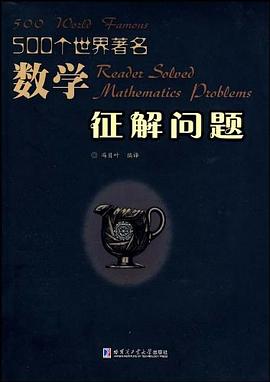 500 World Famous
500个世界著名
数学
Reader Solved
Mathematics Problems
征解问题
◎ 冯贝叶 编译
哈尔滨工业大学出版社